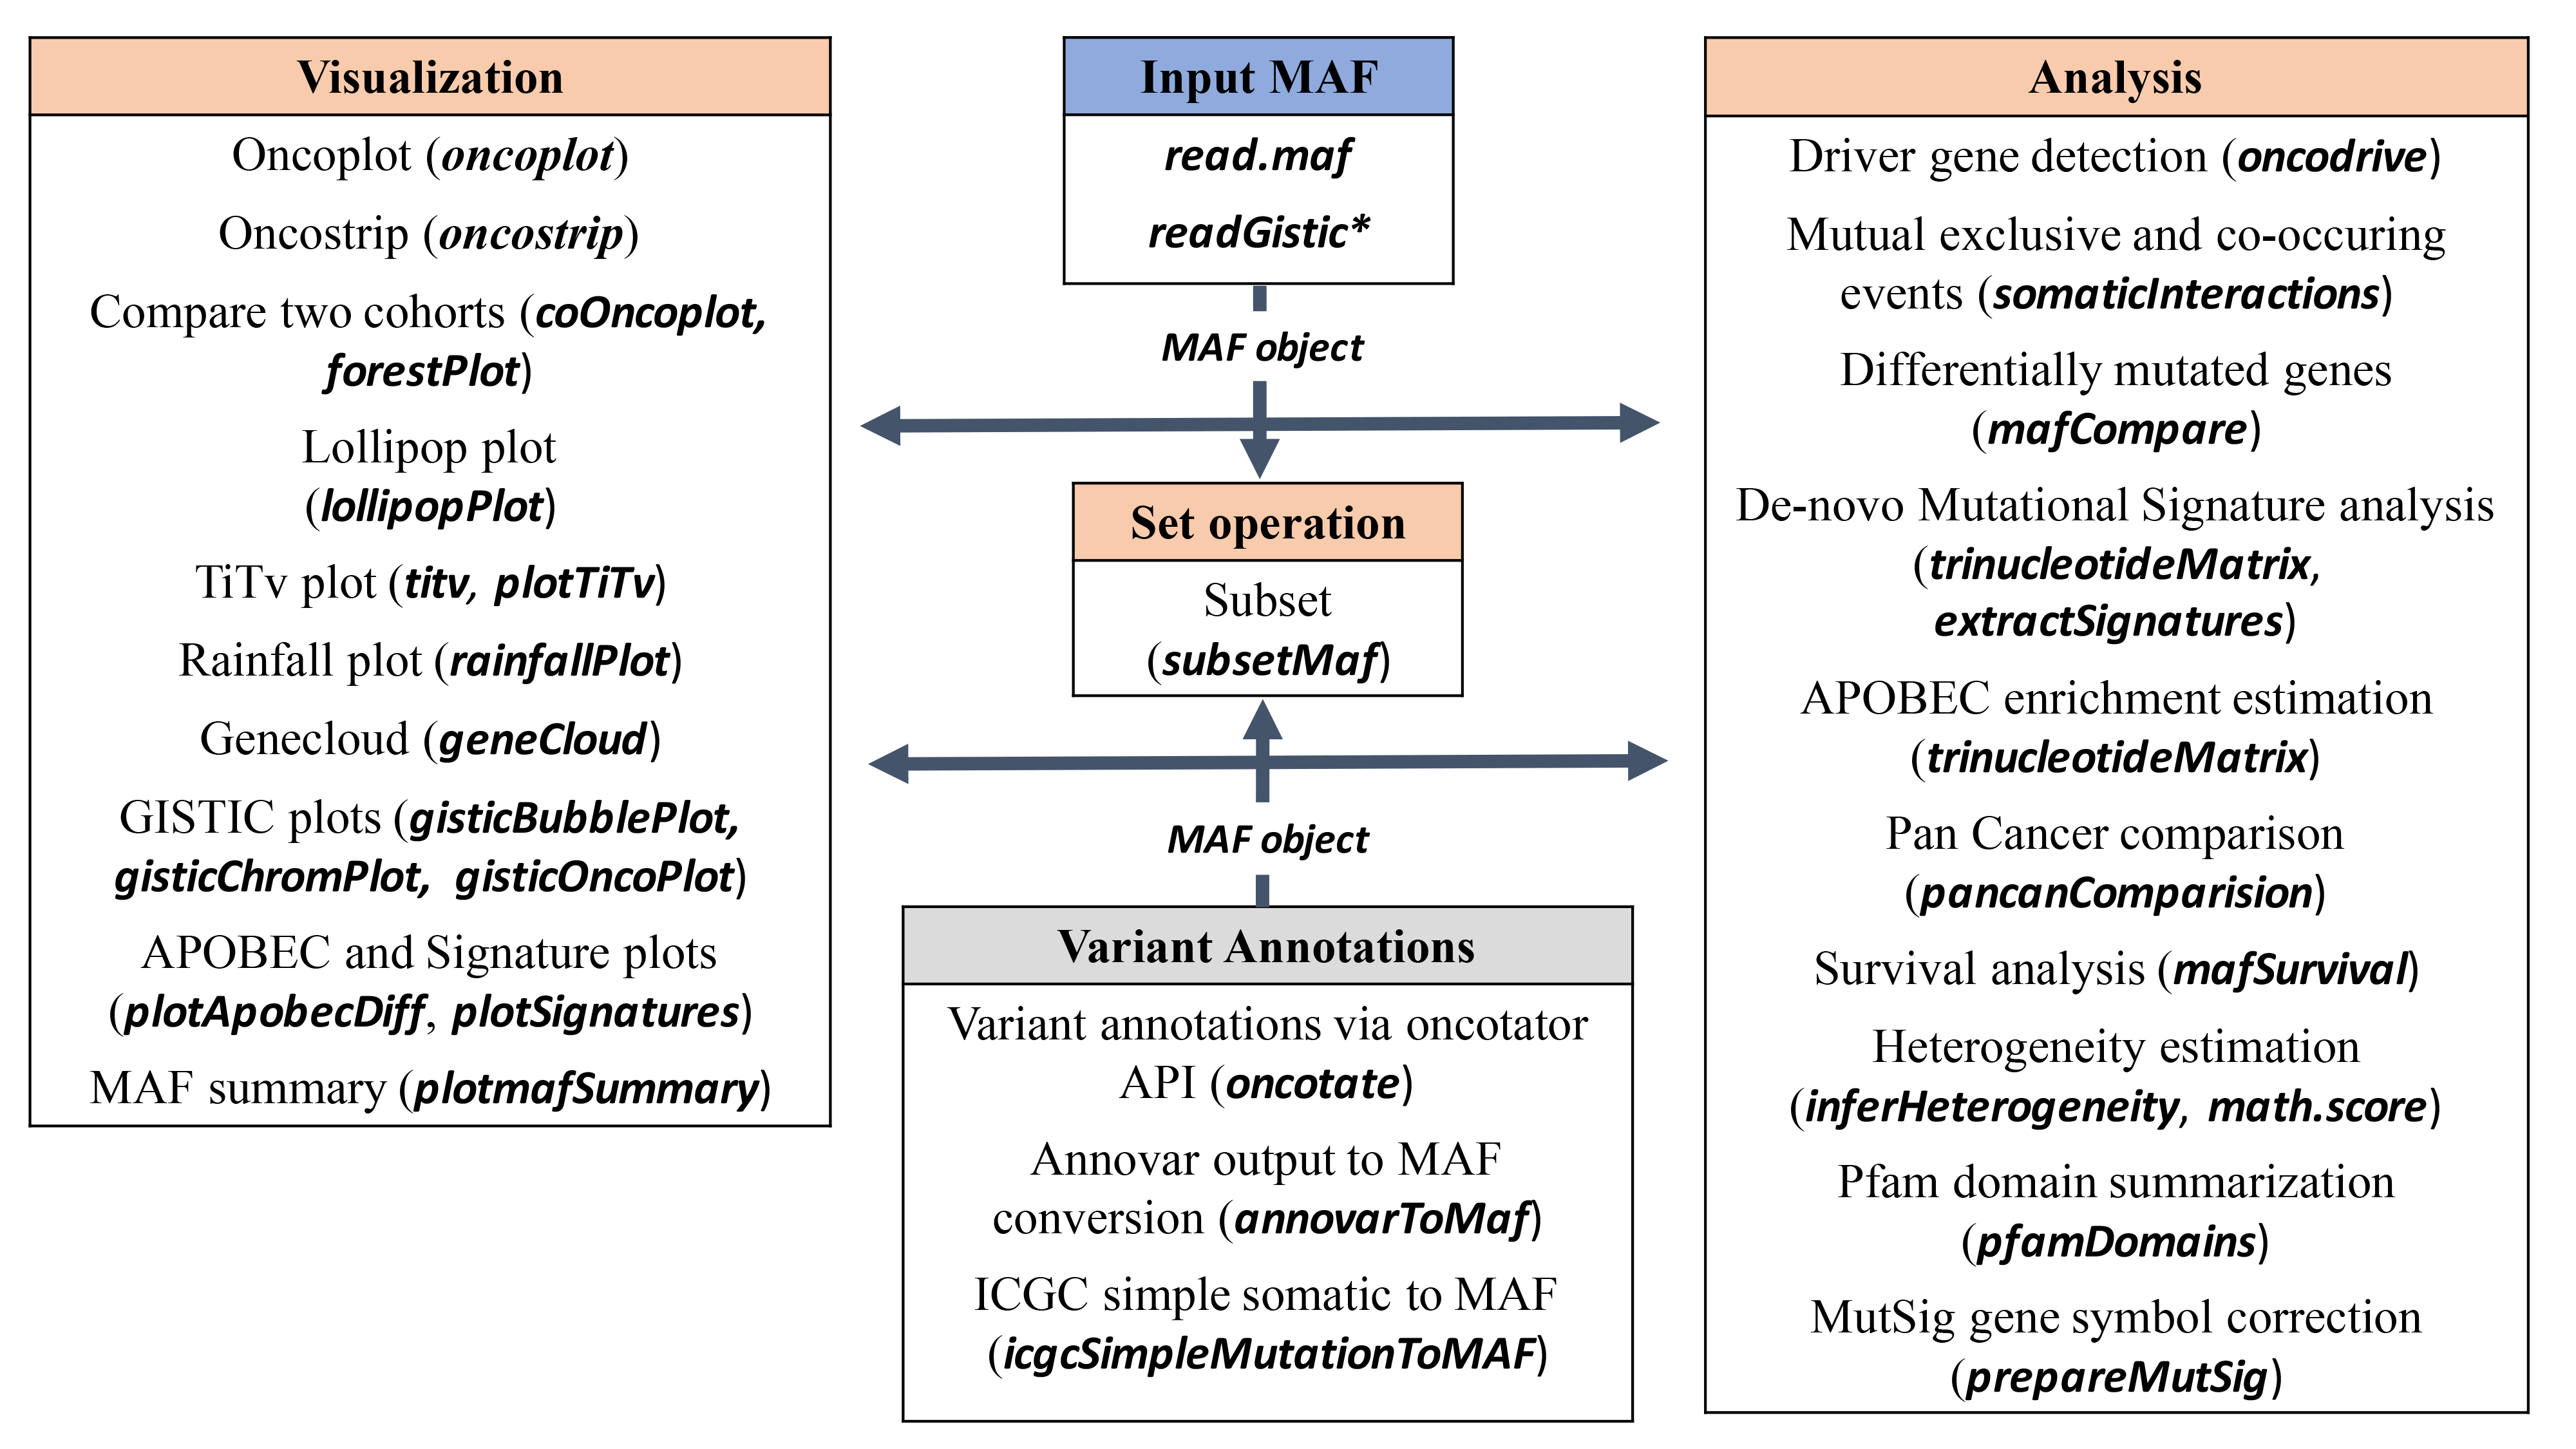 Visualization
Oncoplot (oncoplot)
Oncostrip (oncostrip)
Compare two cohorts (coOncoplot,
forestPlot)
Lollipop plot
(lollipopPlot)
TiTv plot (titv, plotTiTv)
Rainfall plot (rainfallPlot)
Genecloud (geneCloud)
GISTIC plots (gisticBubblePlot,
gisticChromPlot, gisticOncoPlot)
APOBEC and Signature plots
(plotApobecDiff, plotSignatures)
MAF summary (plotmafSummary)
Input MAF
read.maf
readGistic*
MAF object
Set operation
Subset
(subsetMaf)
MAF object
Variant Annotations
Variant annotations via oncotator
API (oncotate)
Annovar output to MAF
conversion (annovarToMaf)
ICGC simple somatic to MAF
(icgcSimpleMutationToMAF)
Analysis
Driver gene detection (oncodrive)
Mutual exclusive and co-occuring
events (somaticInteractions)
Differentially mutated genes
(mafCompare)
De-novo Mutational Signature analysis
(trinucleotideMatrix,
extractSignatures)
APOBEC enrichment estimation
(trinucleotideMatrix)
Pan Cancer comparison
(pancanComparision)
Survival analysis (mafSurvival)
Heterogeneity estimation
(inferHeterogeneity, math.score)
Pfam domain summarization
(pfamDomains)
MutSig gene symbol correction
(prepareMutSig)